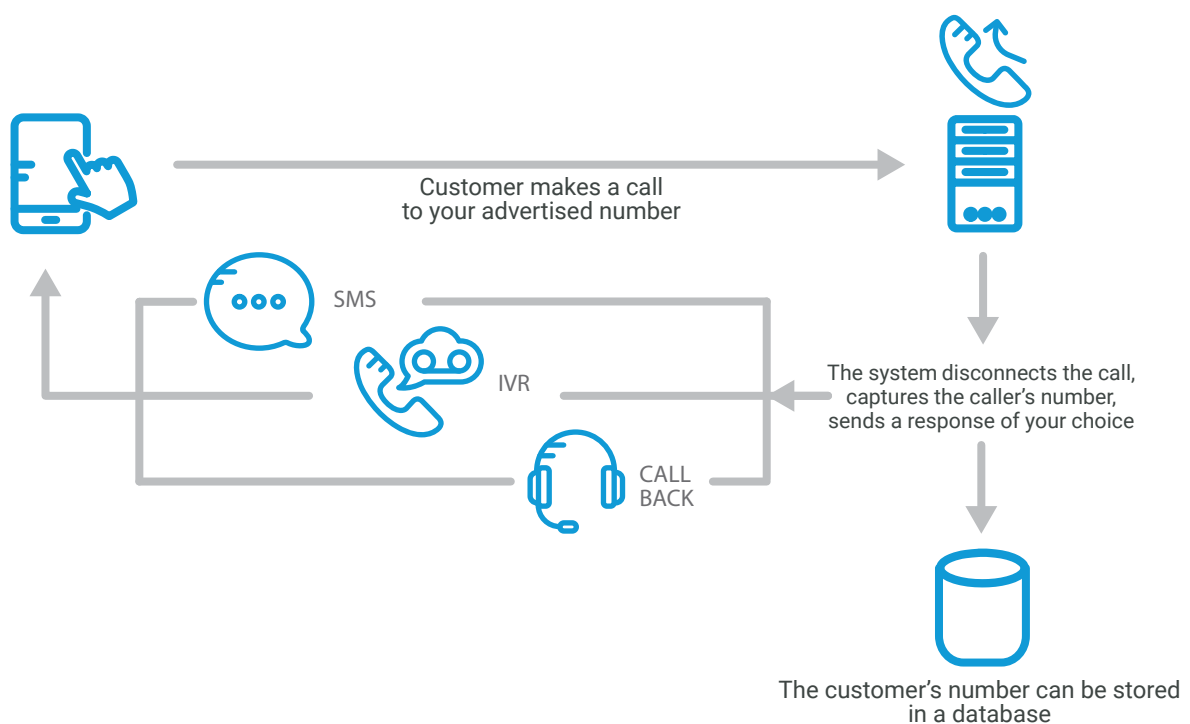 Customer makes a call
to your advertised number
SMS
IVR
CALL
BACK
The system disconnects the call,
captures the caller’s number,
sends a response of your choice
The customer’s number can be stored
in a database